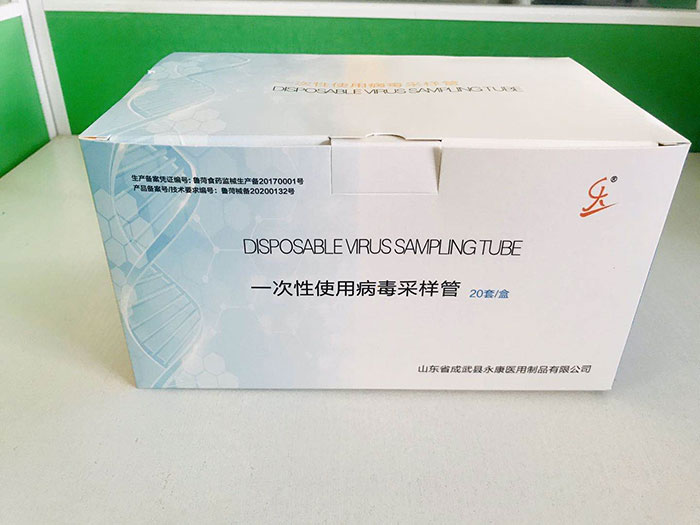 一次性使用病毒采样管
DISPOSABLE VIRUS SAMPLING TUBE
生产备案凭证编号：鲁菏食药监械生产备20170001号
产品备案号/技术要求编号：鲁菏械备20200132号
®
DISPOSABLE VIRUS SAMPLING TUBE
一次性使用病毒采样管 20套/盒
山东省成武县永康医用制品有限公司